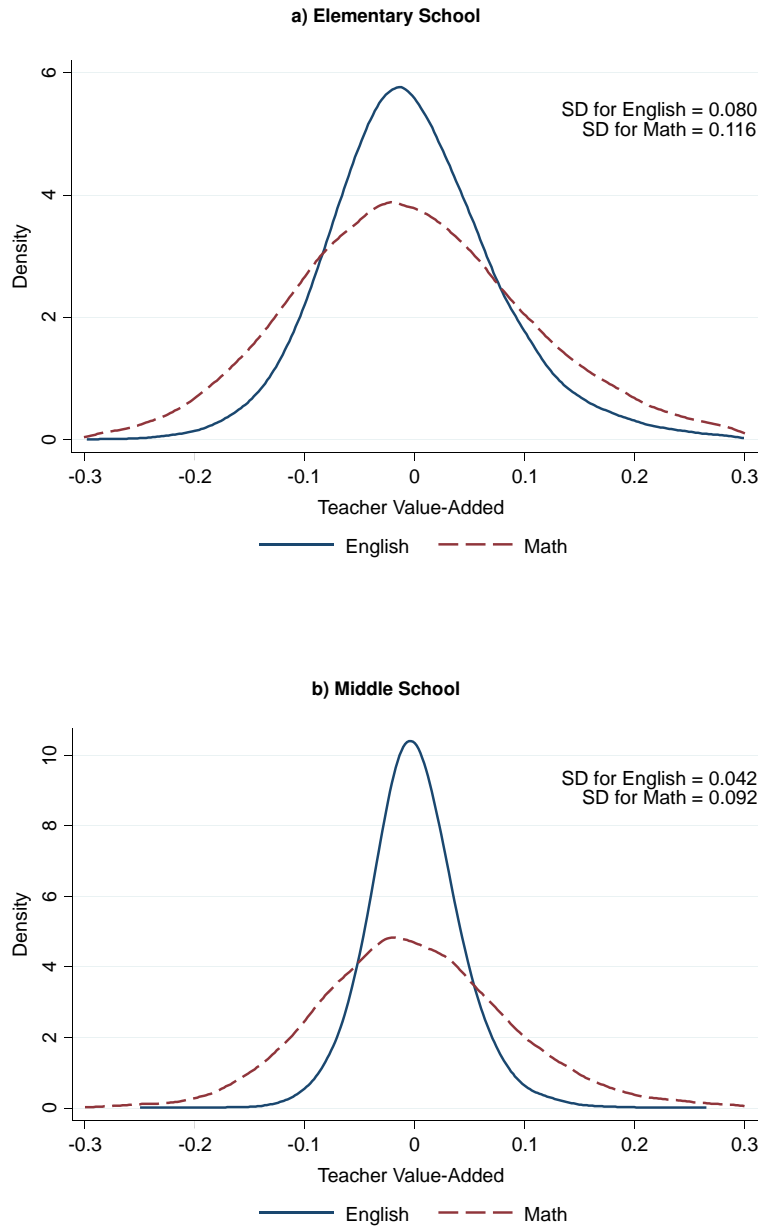 a) Elementary School
6
4
2
0
Density
SD for English = 0.080
SD for Math = 0.116
-0.3 -0.2 -0.1 0 0.1 0.2 0.3
Teacher Value-Added
English Math
b) Middle School
10
8
6
4
2
0
Density
SD for English = 0.042
SD for Math = 0.092
-0.3 -0.2 -0.1 0 0.1 0.2 0.3
Teacher Value-Added
English Math